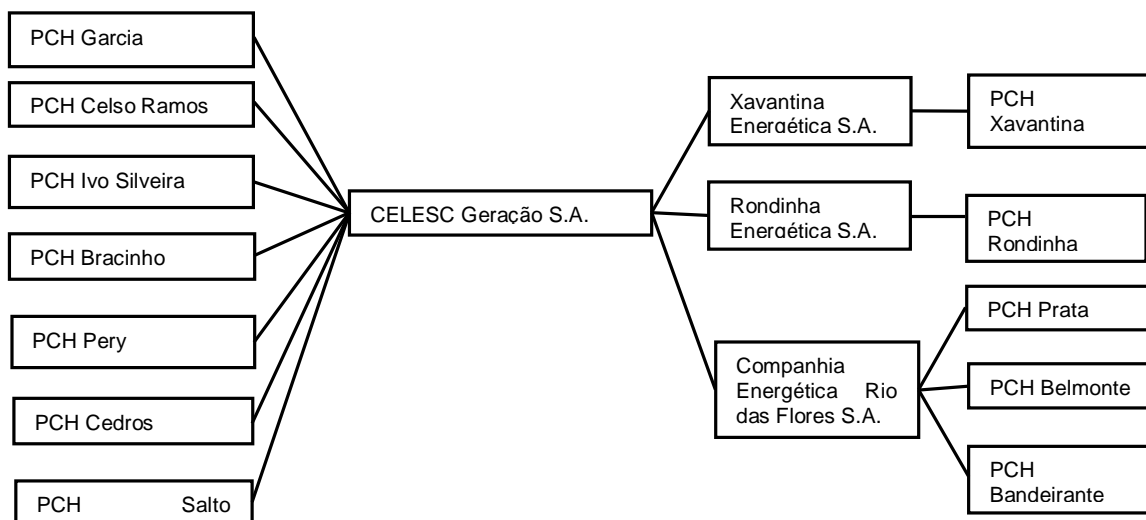 PCH Garcia
PCH Celso Ramos
PCH Ivo Silveira
PCH Bracinho
PCH Pery
PCH Cedros
PCH Salto
CELESC Geração S.A.
Xavantina
Energética S.A.
Rondinha
Energética S.A.
Companhia
Energética Rio
das Flores S.A.
PCH
Xavantina
PCH
Rondinha
PCH Prata
PCH Belmonte
PCH
Bandeirante